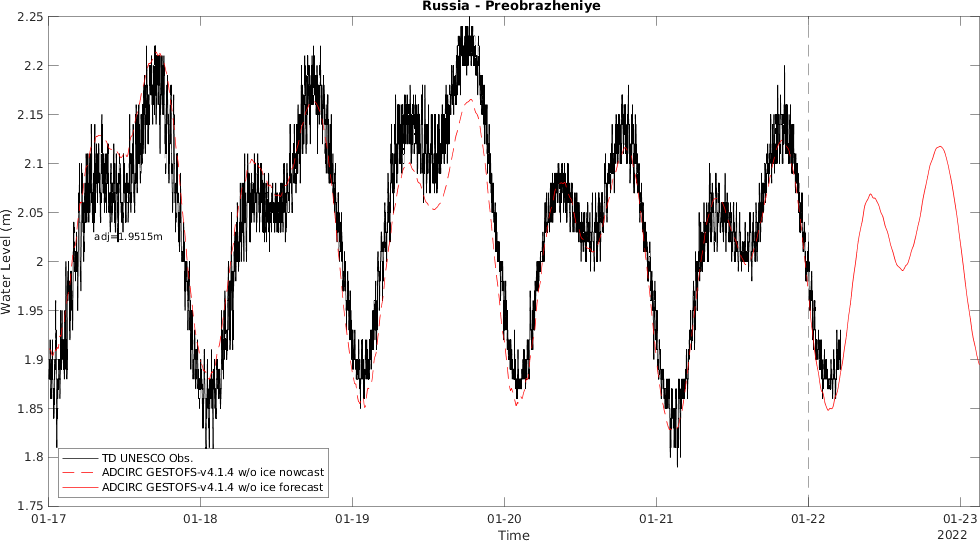 Russia - Preobrazheniye
2.25
2.2
2.15
2.1
2.05
2
1.95
1.9
1.85
1.8
1.75
Water Level (m)
adj=1.9515m
TD UNESCO Obs.
ADCIRC GESTOFS-v4.1.4 w/o ice nowcast
ADCIRC GESTOFS-v4.1.4 w/o ice forecast
01-17 01-18 01-19 01-20 01-21 01-22 01-23
Time
2022